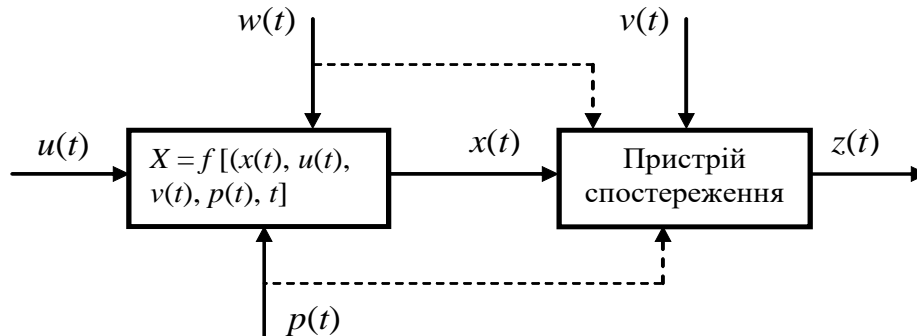 w(t)
v(t)
u(t)
X = f [(x(t), u(t),
v(t), p(t), t]
x(t)
Пристрій
спостереження
z(t)
p(t)